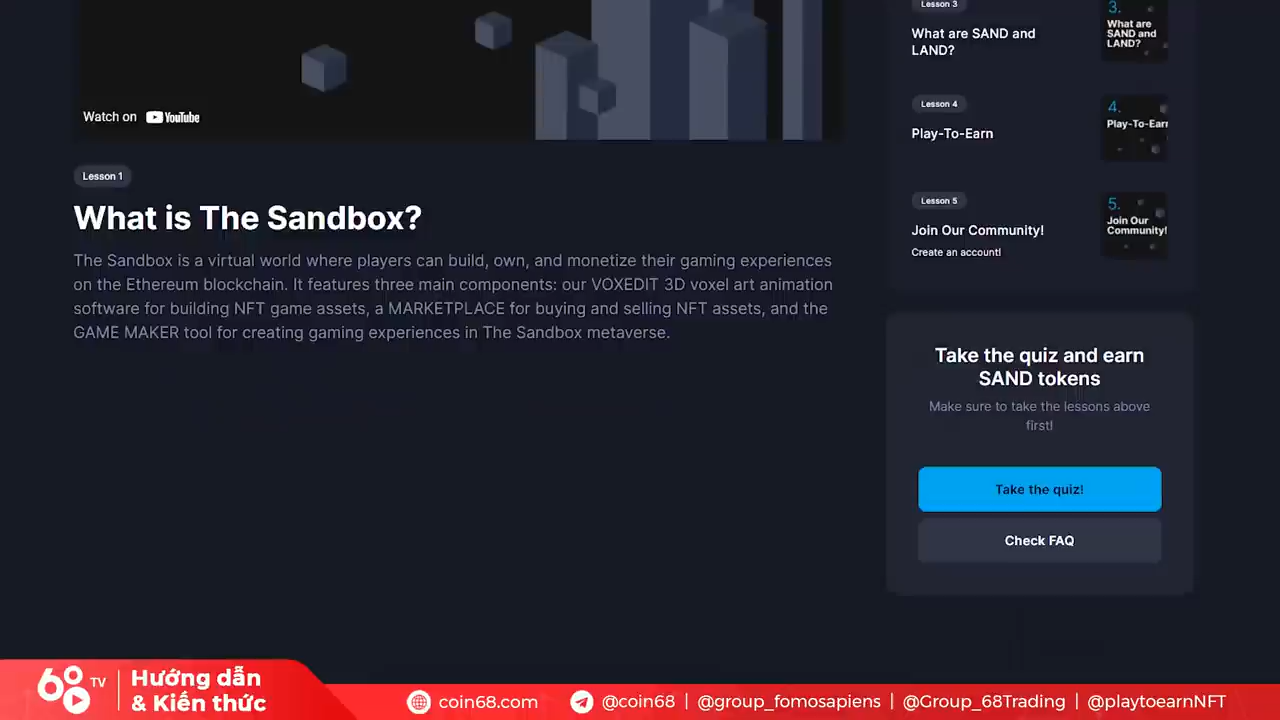 Watch on YouTube
Lesson 1
What is The Sandbox?
The Sandbox is a virtual world where players can build, own, and monetize their gaming experiences
on the Ethereum blockchain. It features three main components: our VOXEDIT 3D voxel art animation
software for building NFT game assets, a MARKETPLACE for buying and selling NFT assets, and the
GAME MAKER tool for creating gaming experiences in The Sandbox metaverse.
Lesson 3
What are SAND and
LAND?
3.
What are
SAND and
LAND?
Lesson 4
Play-To-Earn
4.
Play-To-Earn
Lesson 5
Join Our Community!
Create an account!
5.
Join Our
Community!
Take the quiz and earn
SAND tokens
Make sure to take the lessons above
first!
Take the quiz!
Check FAQ
68 TV
Hướng dẫn
& Kiến thức
coin68.com
@coin68 | @group_fomosapiens | @Group_68Trading | @playtoearnNFT